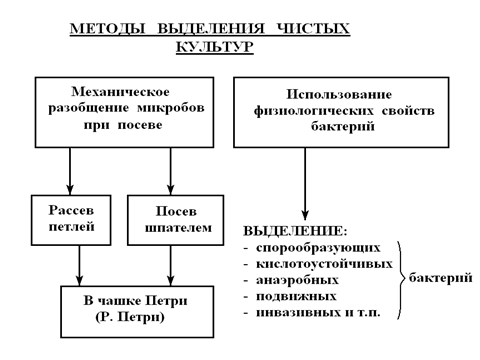 МЕТОДЫ ВЫДЕЛЕНИЯ ЧИСТЫХ
КУЛЬТУР
Механическое
разобщение микробов
при посеве
Использование
физиологических свойств
бактерий
Рассев
петлей
Посев
шпателем
В чашке Петри
(Р. Петри)
ВЫДЕЛЕНИЕ:
- спорообразующих
- кислотоустойчивых
- анаэробных
- подвижных
- инвазивных и т.п.
бактерий